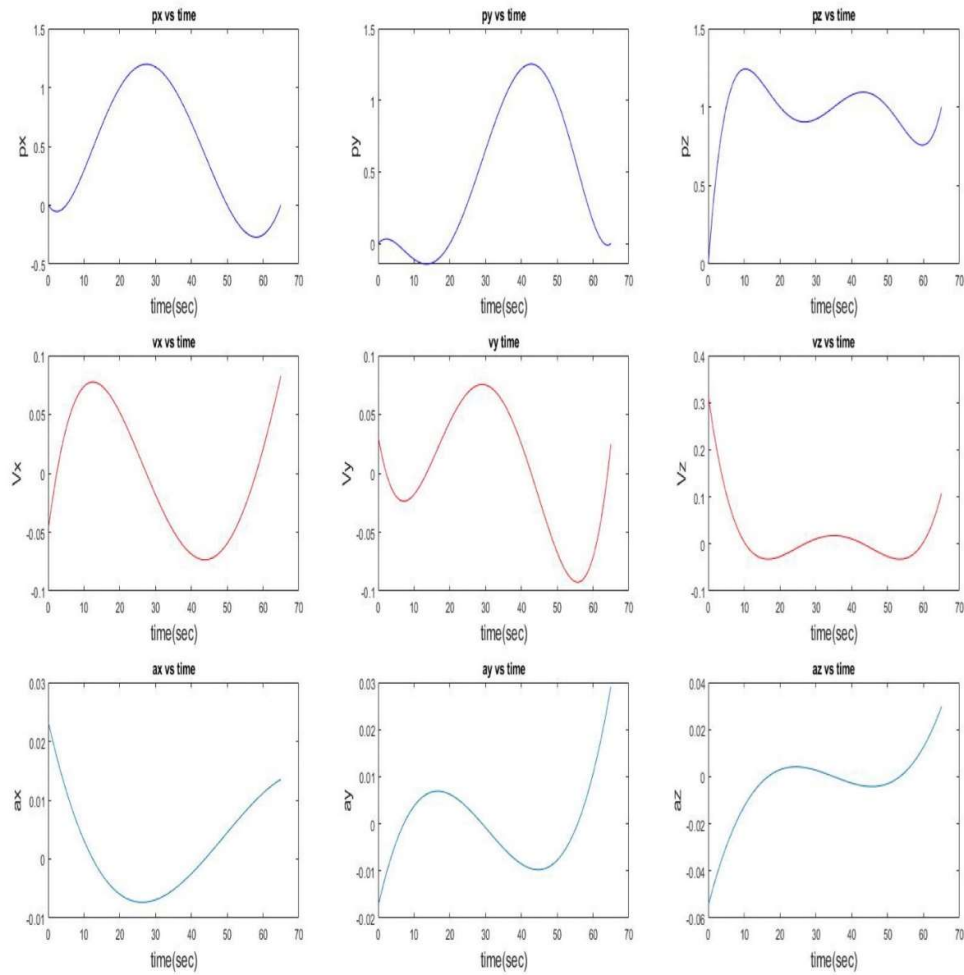 px vs time
1.5
1
0.5
0
-0.5
px
0 10 20 30 40 50 60 70
time(sec)
py vs time
1.5
1
0.5
0
py
0 10 20 30 40 50 60 70
time(sec)
pz vs time
1.5
1
0.5
0
pz
0 10 20 30 40 50 60 70
time(sec)
vx vs time
0.1
0.05
0
-0.05
-0.1
Vx
0 10 20 30 40 50 60 70
time(sec)
vy time
0.1
0.05
0
-0.05
-0.1
Vy
0 10 20 30 40 50 60 70
time(sec)
vz vs time
0.4
0.3
0.2
0.1
0
-0.1
Vz
0 10 20 30 40 50 60 70
time(sec)
ax vs time
0.03
0.02
0.01
0
-0.01
ax
0 10 20 30 40 50 60 70
time(sec)
ay vs time
0.03
0.02
0.01
0
-0.01
-0.02
ay
0 10 20 30 40 50 60 70
time(sec)
az vs time
0.04
0.02
0
-0.02
-0.04
-0.06
az
0 10 20 30 40 50 60 70
time(sec)